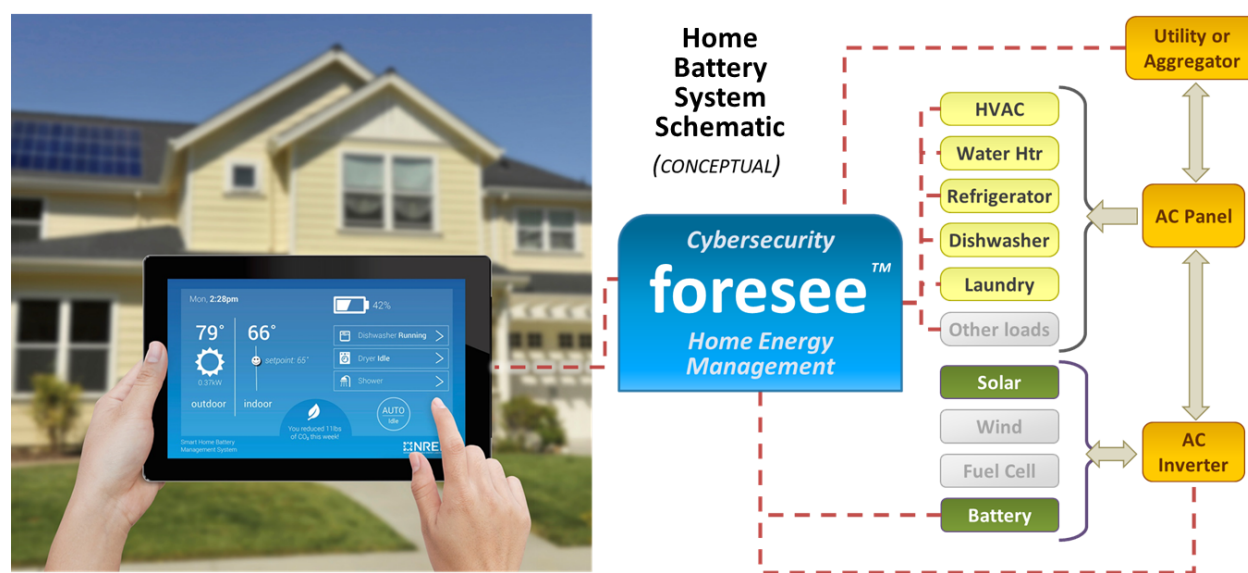 Mon, 2:28pm
42%
79°
66°
setpoint: 65°
0.37kW
outdoor
indoor
Dishwasher Running
Dryer Idle
Shower
You reduced 11lbs
of CO₂ this week!
AUTO
Idle
Smart Home Battery
Management System
NREL
Home
Battery
System
Schematic
(CONCEPTUAL)
Cybersecurity
foresee™
Home Energy
Management
HVAC
Water Htr
Refrigerator
Dishwasher
Laundry
Other loads
Solar
Wind
Fuel Cell
Battery
Utility or
Aggregator
AC Panel
AC
Inverter